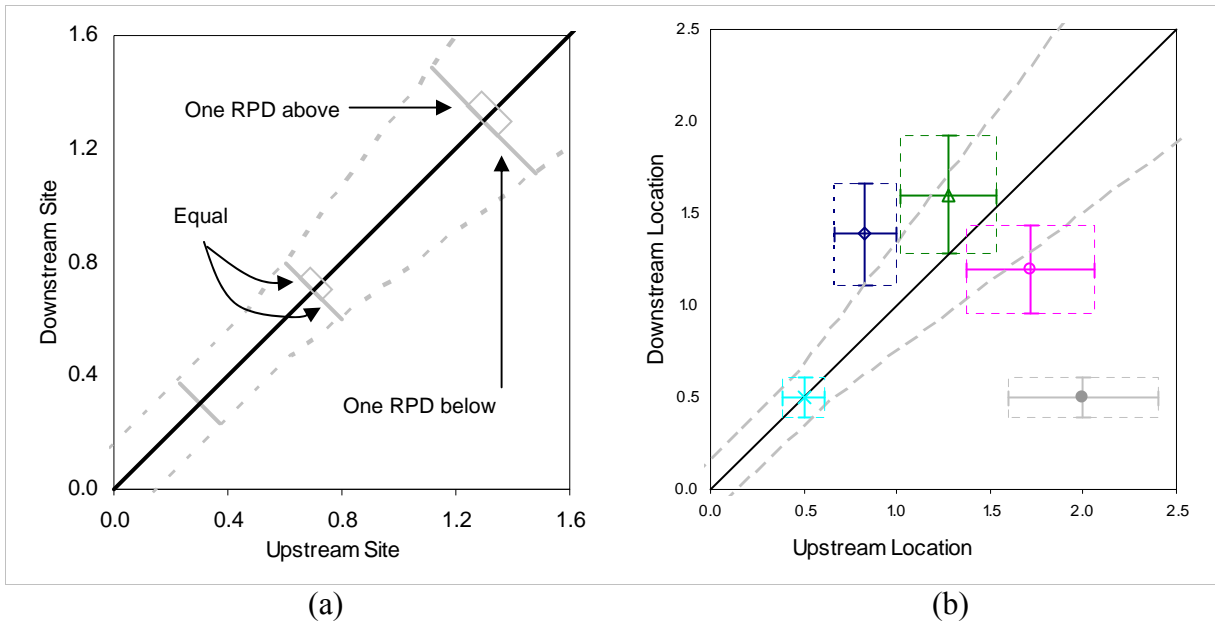 1.6
1.2
0.8
0.4
0.0
0.0 0.4 0.8 1.2 1.6
Downstream Site
Upstream Site
One RPD above
Equal
One RPD below
(a)
2.5
2.0
1.5
1.0
0.5
0.0
0.0 0.5 1.0 1.5 2.0 2.5
Downstream Location
Upstream Location
(b)